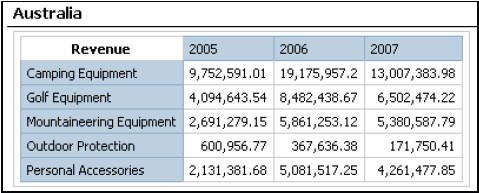 Australia
Revenue 2005 2006 2007
Camping Equipment 9,752,591.01 19,175,957.2 13,007,383.98
Golf Equipment 4,094,643.54 8,482,438.67 6,502,474.22
Mountaineering Equipment 2,691,279.15 5,861,253.12 5,380,587.79
Outdoor Protection 600,956.77 367,636.38 171,750.41
Personal Accessories 2,131,381.68 5,081,517.25 4,261,477.85